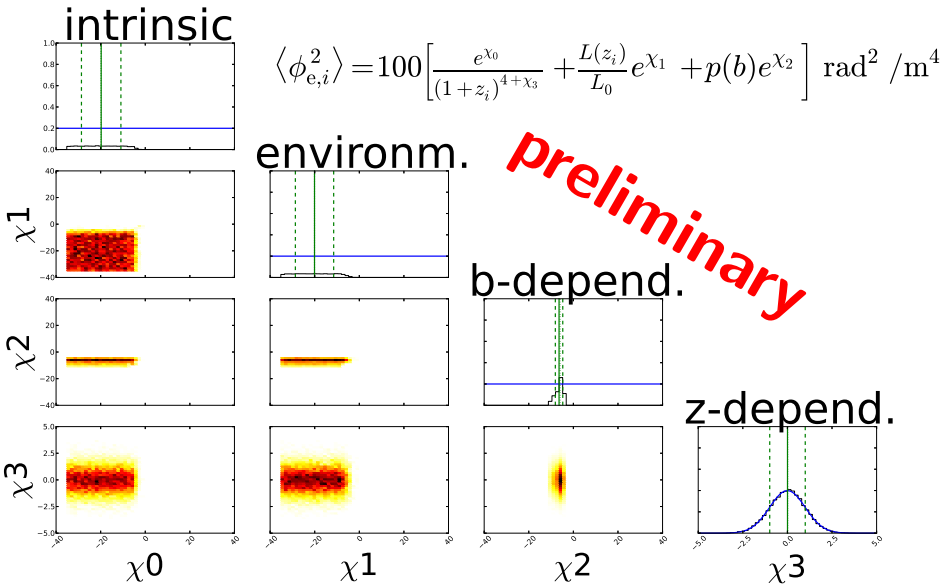 intrinsic
⟨ϕ²ₑ,ᵢ⟩ = 100[ e^χ₀ / (1+zᵢ)^(4+χ₃) + L(zᵢ)/L₀ e^χ₁ + p(b)e^χ₂ ] rad² /m⁴
1.0
0.8
0.6
0.4
0.2
0.0
environm.
preliminary
χ1
40
20
0
−20
−40
b-depend.
χ2
40
20
0
−20
−40
z-depend.
χ3
5.0
2.5
0.0
−2.5
−5.0
−40 −20 0 20 40
−40 −20 0 20 40
−40 −20 0 20 40
−5.0 −2.5 0.0 2.5 5.0
χ0 χ1 χ2 χ3